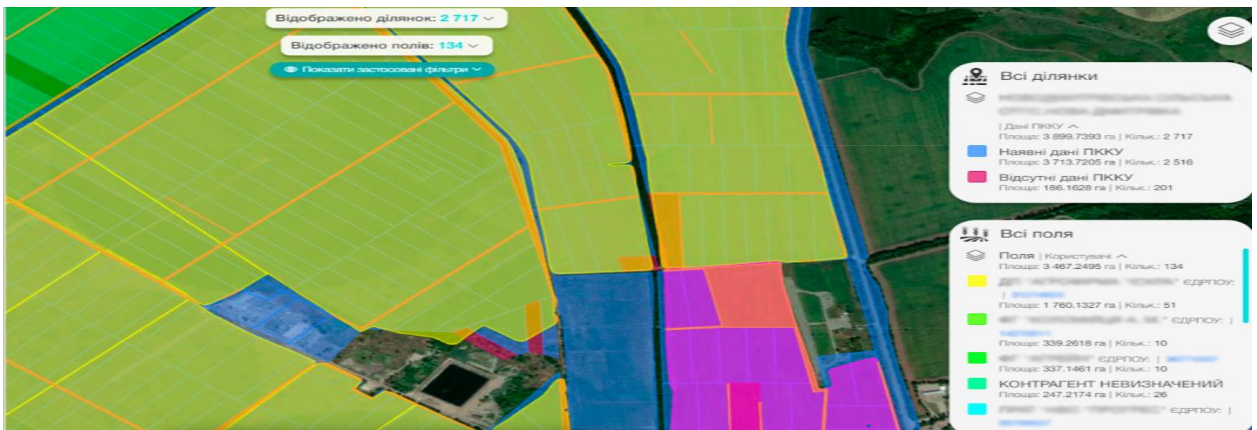 Відображено ділянок: 2 717
Відображено полів: 134
Показати застосовані фільтри
Всі ділянки
| Дані ПККУ
Площа: 3 899.7393 га | Кільк.: 2 717
Наявні дані ПККУ
Площа: 3 713.7205 га | Кільк.: 2 516
Відсутні дані ПККУ
Площа: 186.1628 га | Кільк.: 201
Всі поля
Поля | Користувачі
Площа: 3 467.2495 га | Кільк.: 134
ЄДРПОУ:
|
Площа: 1 760.1327 га | Кільк.: 51
ЄДРПОУ: |
Площа: 339.2618 га | Кільк.: 10
ЄДРПОУ: |
Площа: 337.1461 га | Кільк.: 10
КОНТРАГЕНТ НЕВИЗНАЧЕНИЙ
Площа: 247.2174 га | Кільк.: 26
ЄДРПОУ: |